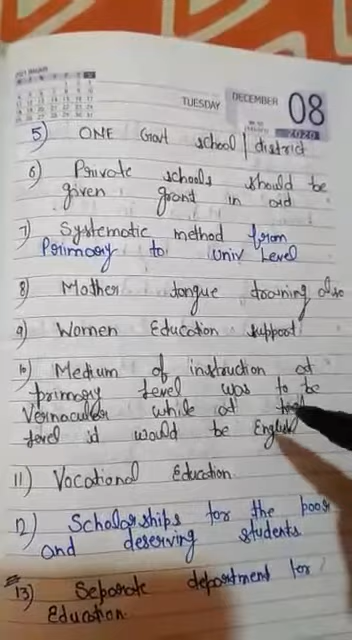 TUESDAY
DECEMBER 08
2020
5) ONE Govt school | district
6) Private schools should be
given grant in aid
7) Systematic method from
Primary to Univ Level
8) Mother tongue training also
9) Women Education support
10) Medium of instruction at
primary level was to be
Vernacular while at
level it would be English
11) Vocational Education.
12) Scholarships for the poor
and deserving students.
13) Separate department for
Education.